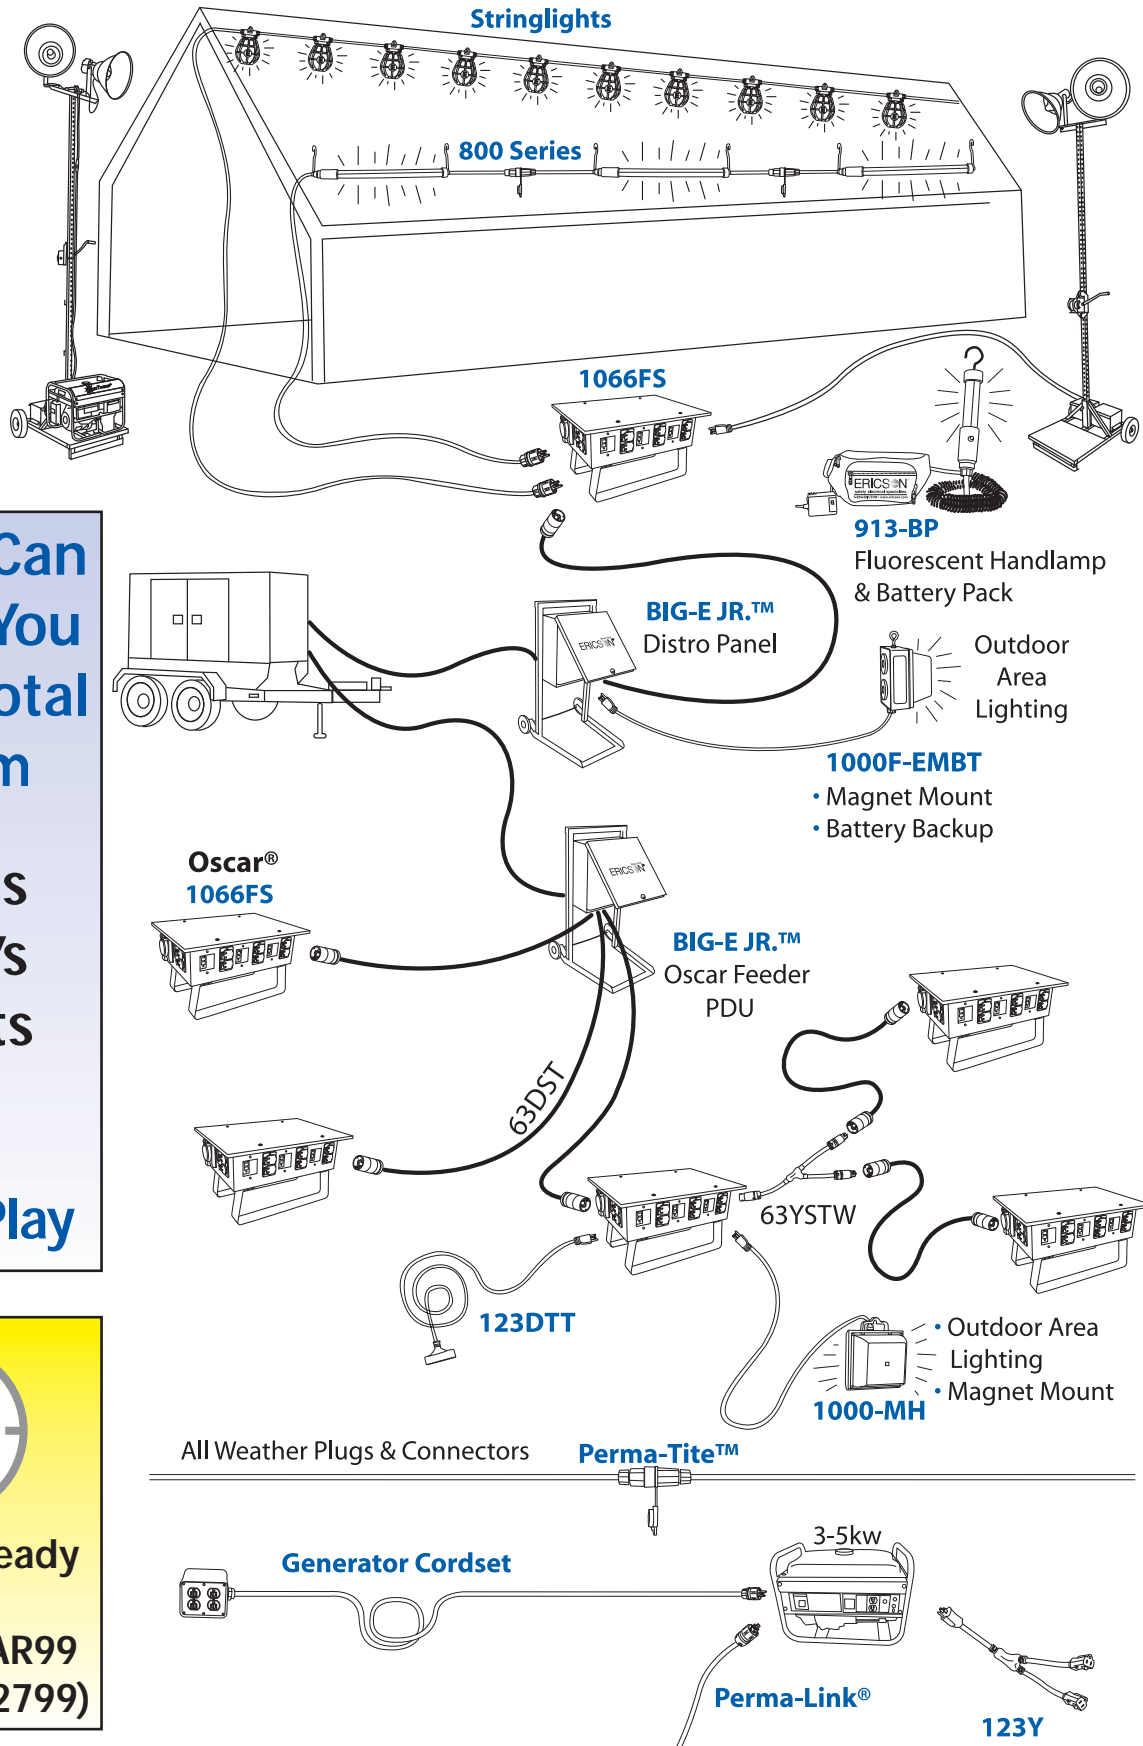 Stringlights
800 Series
1066FS
ERICSON
913-BP
Fluorescent Handlamp
& Battery Pack
Can
You
otal
m
s
's
ts
Play
BIG-E JR.™
Distro Panel
ERICSON
Outdoor
Area
Lighting
1000F-EMBT
• Magnet Mount
• Battery Backup
Oscar®
1066FS
ERICSON
BIG-E JR.™
Oscar Feeder
PDU
63DST
63YSTW
123DTT
• Outdoor Area
Lighting
• Magnet Mount
1000-MH
All Weather Plugs & Connectors
Perma-Tite™
eady
AR99
2799)
3-5kw
Generator Cordset
Perma-Link®
123Y